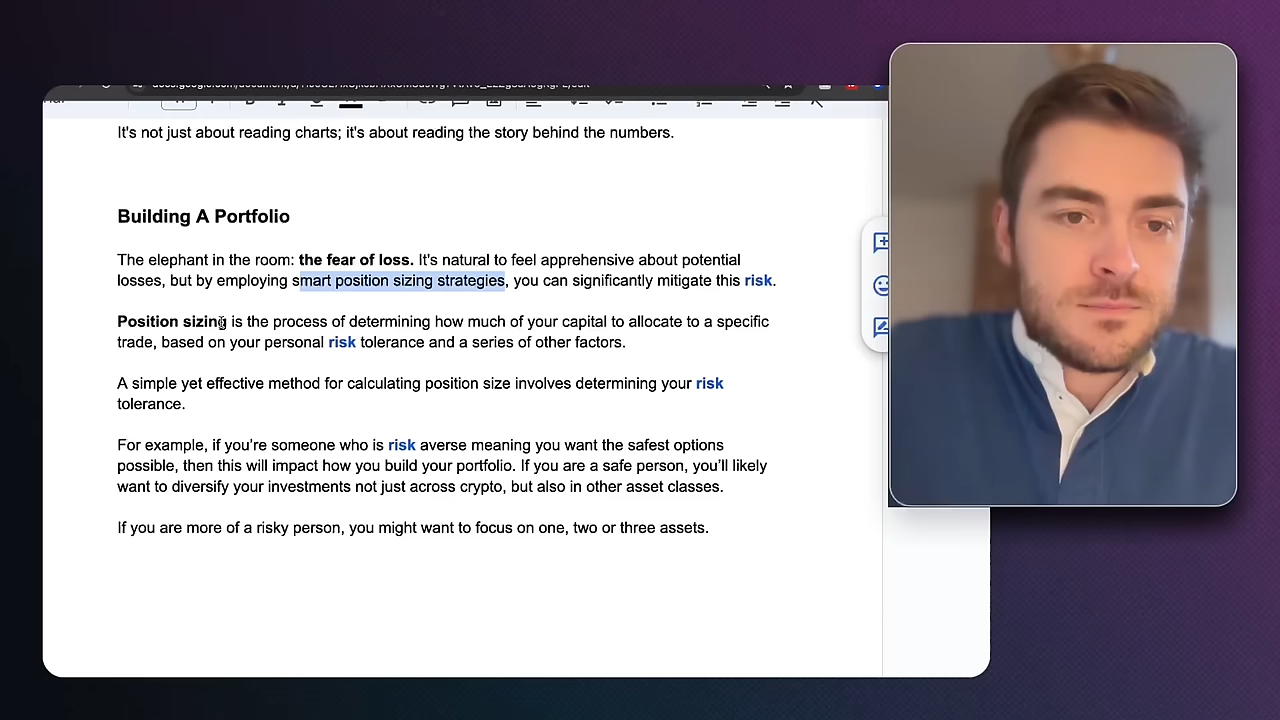 It's not just about reading charts; it's about reading the story behind the numbers.
Building A Portfolio
The elephant in the room: the fear of loss. It's natural to feel apprehensive about potential
losses, but by employing smart position sizing strategies, you can significantly mitigate this risk.
Position sizing is the process of determining how much of your capital to allocate to a specific
trade, based on your personal risk tolerance and a series of other factors.
A simple yet effective method for calculating position size involves determining your risk
tolerance.
For example, if you're someone who is risk averse meaning you want the safest options
possible, then this will impact how you build your portfolio. If you are a safe person, you'll likely
want to diversify your investments not just across crypto, but also in other asset classes.
If you are more of a risky person, you might want to focus on one, two or three assets.